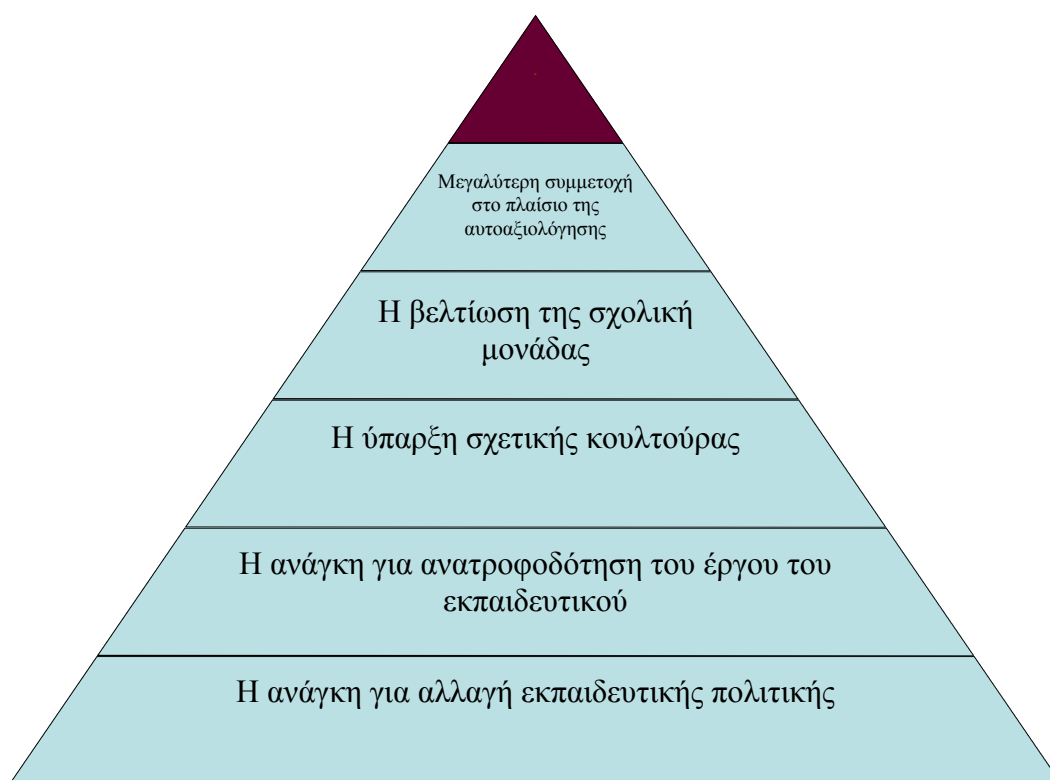 Μεγαλύτερη συμμετοχή
στο πλαίσιο της
αυτοαξιολόγησης
Η βελτίωση της σχολική
μονάδας
Η ύπαρξη σχετικής κουλτούρας
Η ανάγκη για ανατροφοδότηση του έργου του
εκπαιδευτικού
Η ανάγκη για αλλαγή εκπαιδευτικής πολιτικής